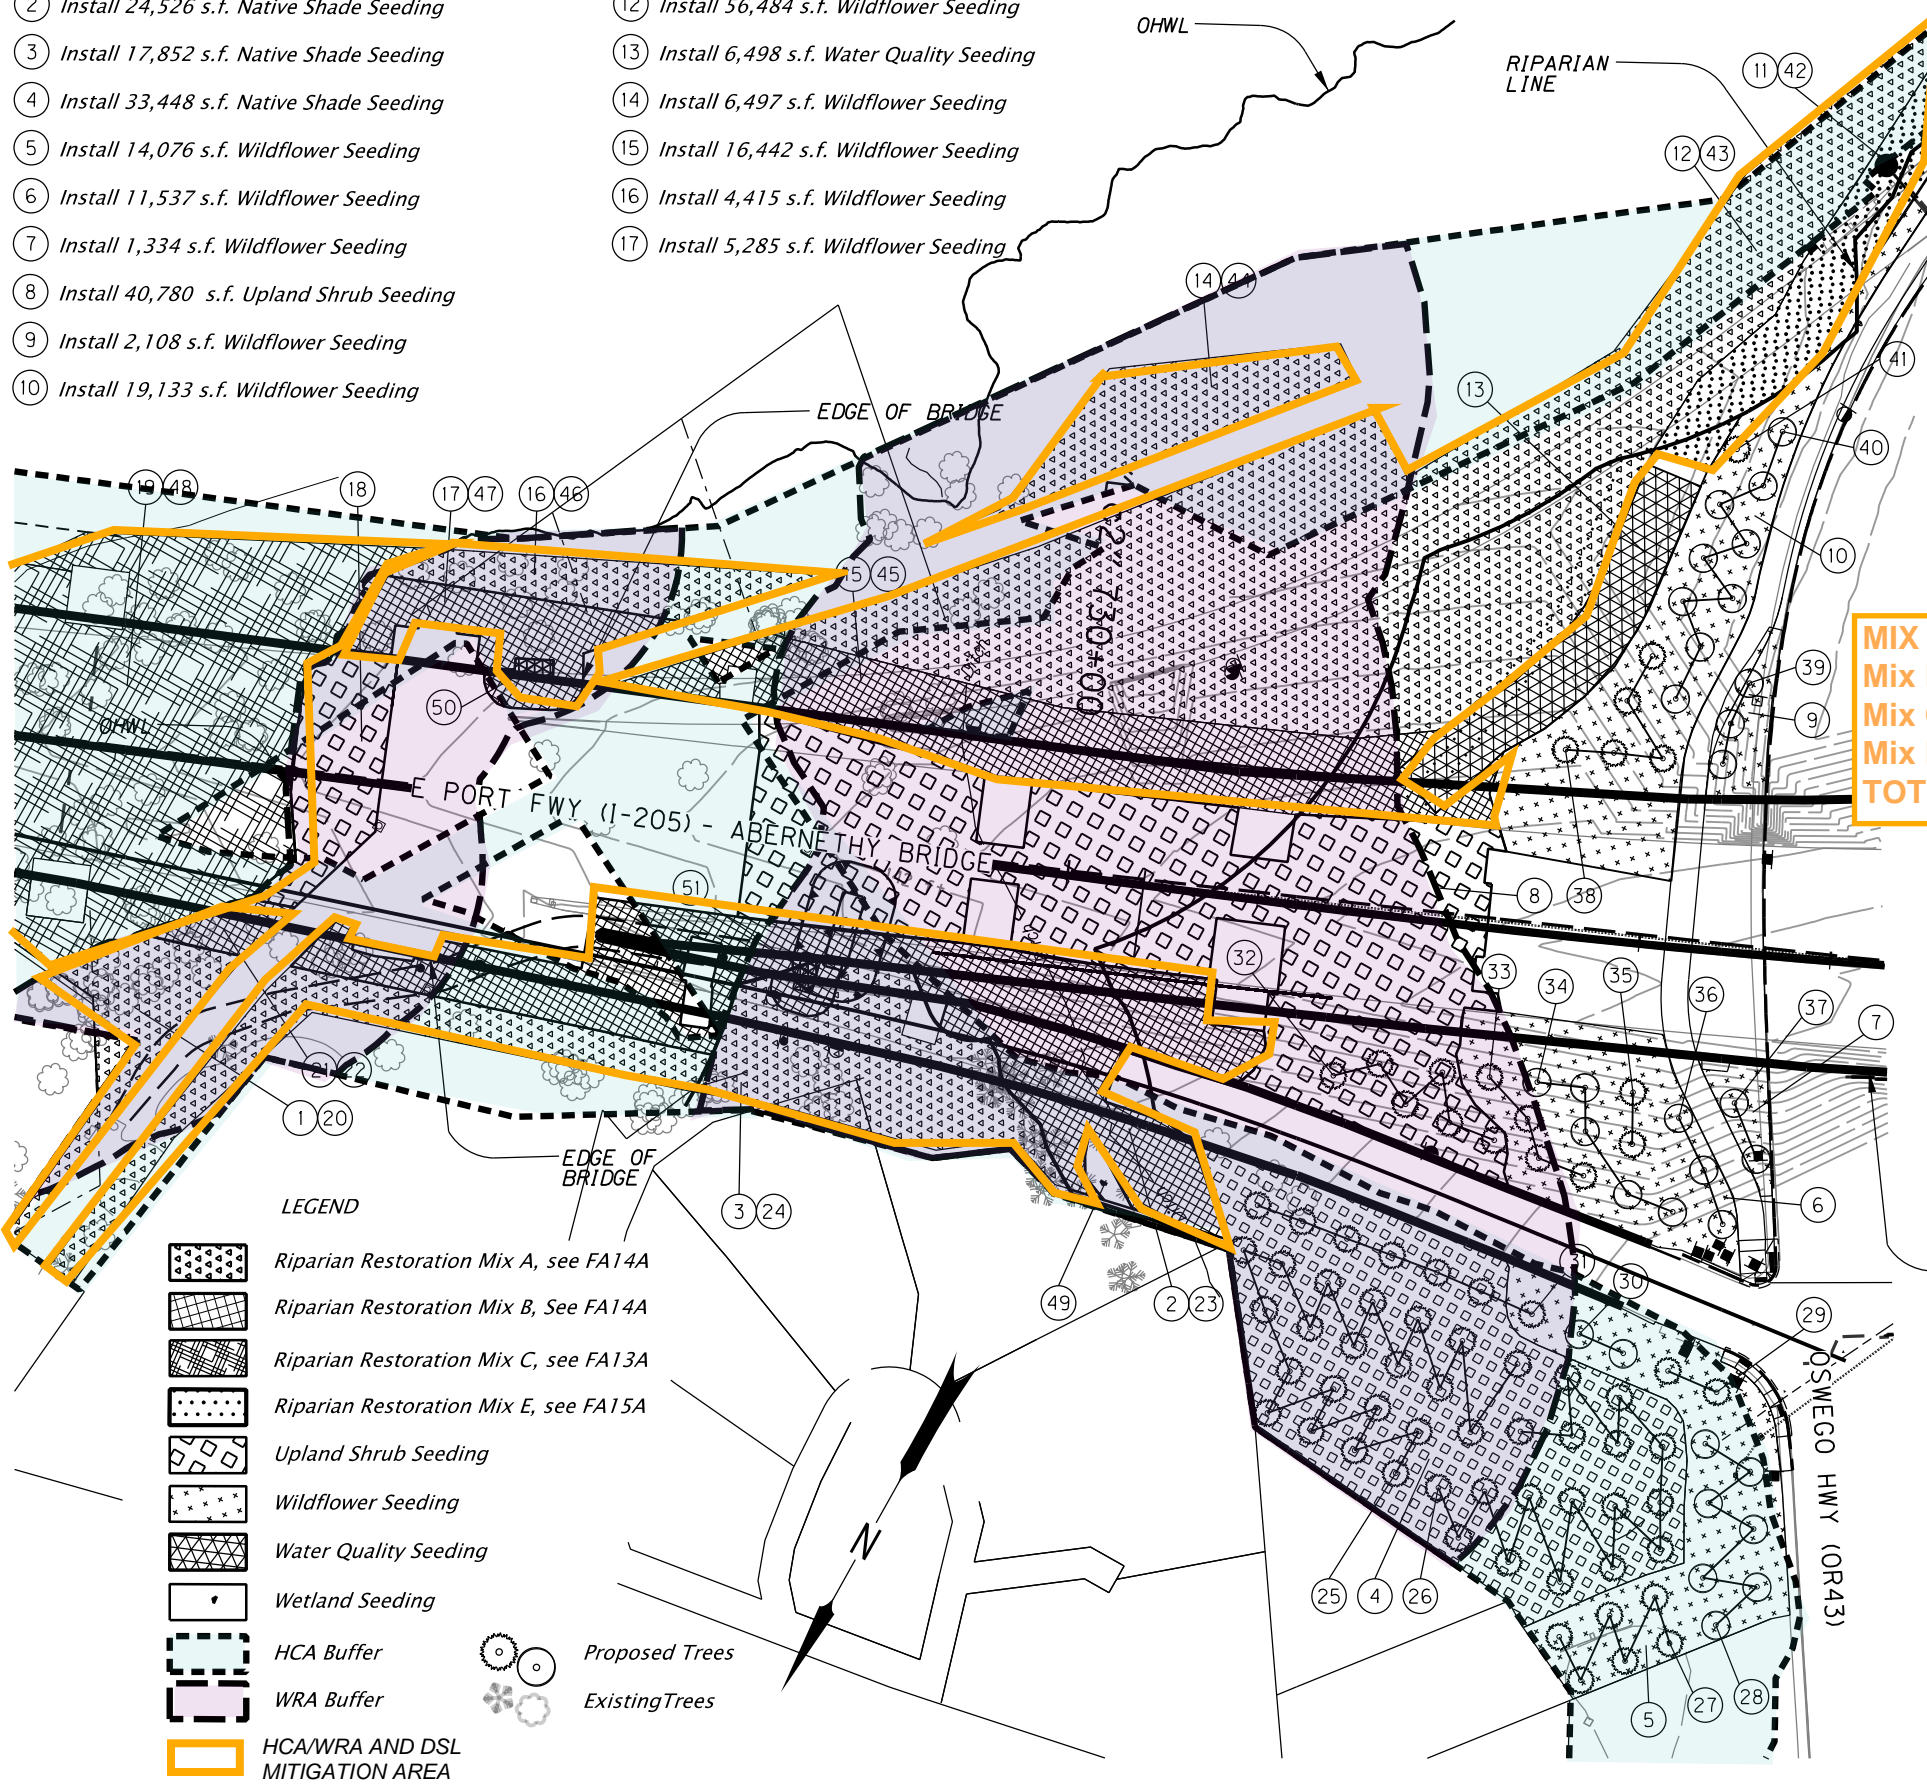 2 Install 24,526 s.f. Native Shade Seeding
3 Install 17,852 s.f. Native Shade Seeding
4 Install 33,448 s.f. Native Shade Seeding
5 Install 14,076 s.f. Wildflower Seeding
6 Install 11,537 s.f. Wildflower Seeding
7 Install 1,334 s.f. Wildflower Seeding
8 Install 40,780 s.f. Upland Shrub Seeding
9 Install 2,108 s.f. Wildflower Seeding
10 Install 19,133 s.f. Wildflower Seeding
12 Install 56,484 s.f. Wildflower Seeding
13 Install 6,498 s.f. Water Quality Seeding
14 Install 6,497 s.f. Wildflower Seeding
15 Install 16,442 s.f. Wildflower Seeding
16 Install 4,415 s.f. Wildflower Seeding
17 Install 5,285 s.f. Wildflower Seeding
OHWL
RIPARIAN
LINE
11 42
12 43
14 44
41
13
40
EDGE OF BRIDGE
19 48
18
17 47
16 46
45
10
39
9
50
OHWL
E PORT FWY (I-205) - ABERNETHY BRIDGE
MIX
Mix
Mix
Mix
TOT
51
8 38
32
33
34
35
36
37
7
1 20
6
EDGE OF
BRIDGE
3 24
49
2 23
31
30
29
OSWEGO HWY (OR43)
25
4
26
5
27
28
N
LEGEND
Riparian Restoration Mix A, see FA14A
Riparian Restoration Mix B, See FA14A
Riparian Restoration Mix C, see FA13A
Riparian Restoration Mix E, see FA15A
Upland Shrub Seeding
Wildflower Seeding
Water Quality Seeding
Wetland Seeding
HCA Buffer
WRA Buffer
HCA/WRA AND DSL
MITIGATION AREA
Proposed Trees
ExistingTrees